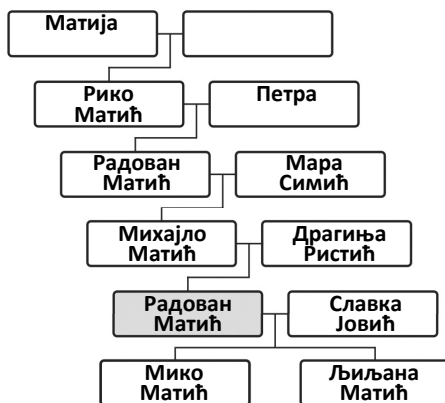 Матија
Рико
Матић
Петра
Радован
Матић
Мара
Симић
Михајло
Матић
Драгиња
Ристић
Радован
Матић
Славка
Јовић
Мико
Матић
Љиљана
Матић